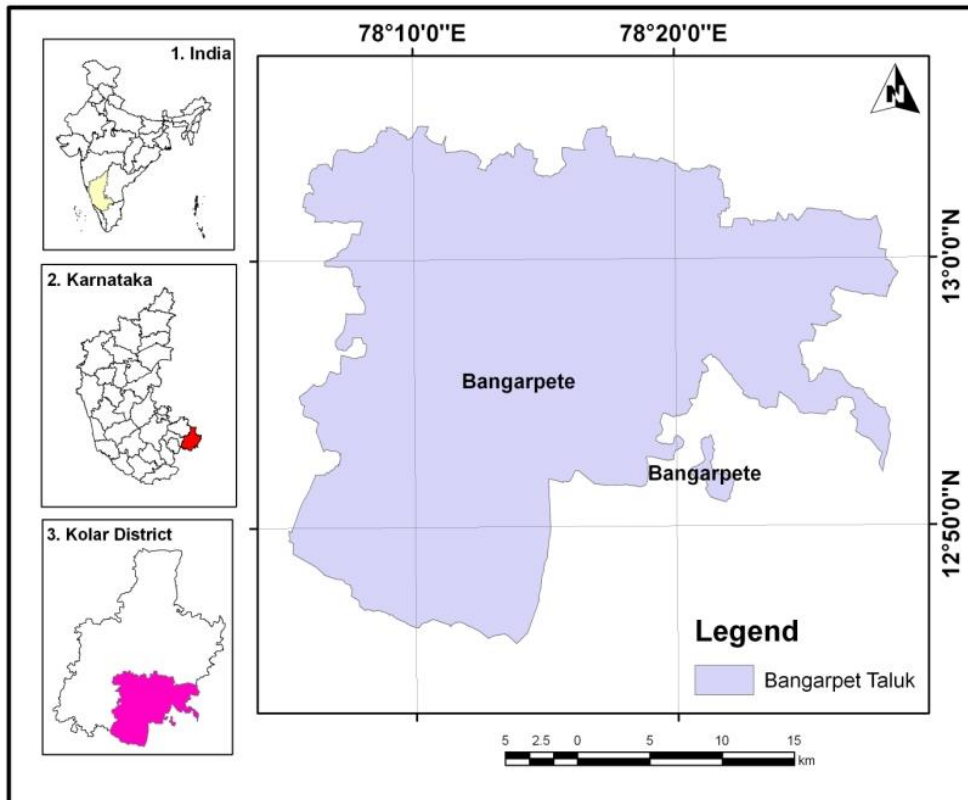 1. India
2. Karnataka
3. Kolar District
78°10'0"E 78°20'0"E
N
13°0'0"N
12°50'0"N
Bangarpete
Bangarpete
Legend
Bangarpet Taluk
5 2.5 0 5 10 15
km